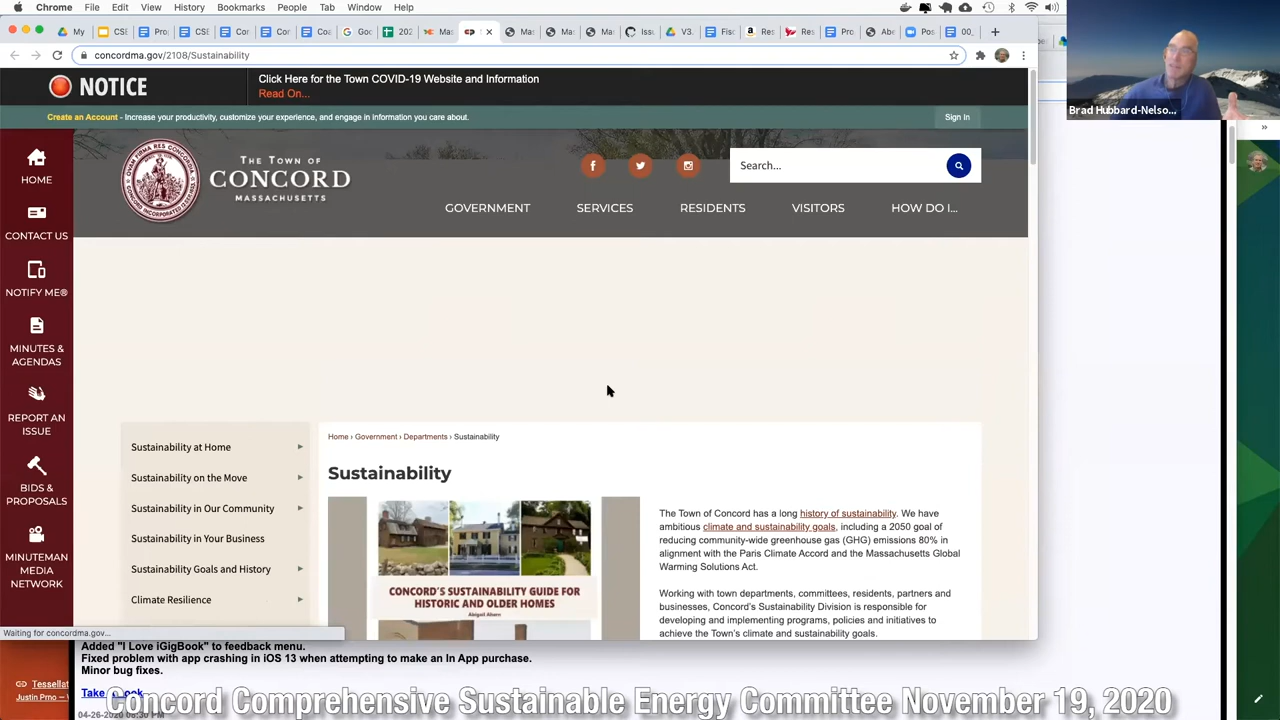 Chrome File Edit View History Bookmarks People Tab Window Help
concordma.gov/2108/Sustainability
NOTICE
Click Here for the Town COVID-19 Website and Information
Read On...
Create an Account - Increase your productivity, customize your experience, and engage in information you care about.
Sign In
Brad Hubbard-Nelso...
THE TOWN OF
CONCORD
MASSACHUSETTS
Search...
GOVERNMENT SERVICES RESIDENTS VISITORS HOW DO I...
HOME
CONTACT US
NOTIFY ME®
MINUTES &
AGENDAS
REPORT AN
ISSUE
BIDS &
PROPOSALS
MINUTEMAN
MEDIA
NETWORK
Sustainability at Home
Sustainability on the Move
Sustainability in Our Community
Sustainability in Your Business
Sustainability Goals and History
Climate Resilience
Home › Government › Departments › Sustainability
Sustainability
CONCORD'S SUSTAINABILITY GUIDE FOR
HISTORIC AND OLDER HOMES
Abigail Ahern
The Town of Concord has a long history of sustainability. We have
ambitious climate and sustainability goals, including a 2050 goal of
reducing community-wide greenhouse gas (GHG) emissions 80% in
alignment with the Paris Climate Accord and the Massachusetts Global
Warming Solutions Act.
Working with town departments, committees, residents, partners and
businesses, Concord's Sustainability Division is responsible for
developing and implementing programs, policies and initiatives to
achieve the Town's climate and sustainability goals.
Waiting for concordma.gov...
Added "I Love iGigBook" to feedback menu.
Fixed problem with app crashing in iOS 13 when attempting to make an In App purchase.
Minor bug fixes.
Tessellat
Justin Pmo
Concord Comprehensive Sustainable Energy Committee November 19, 2020